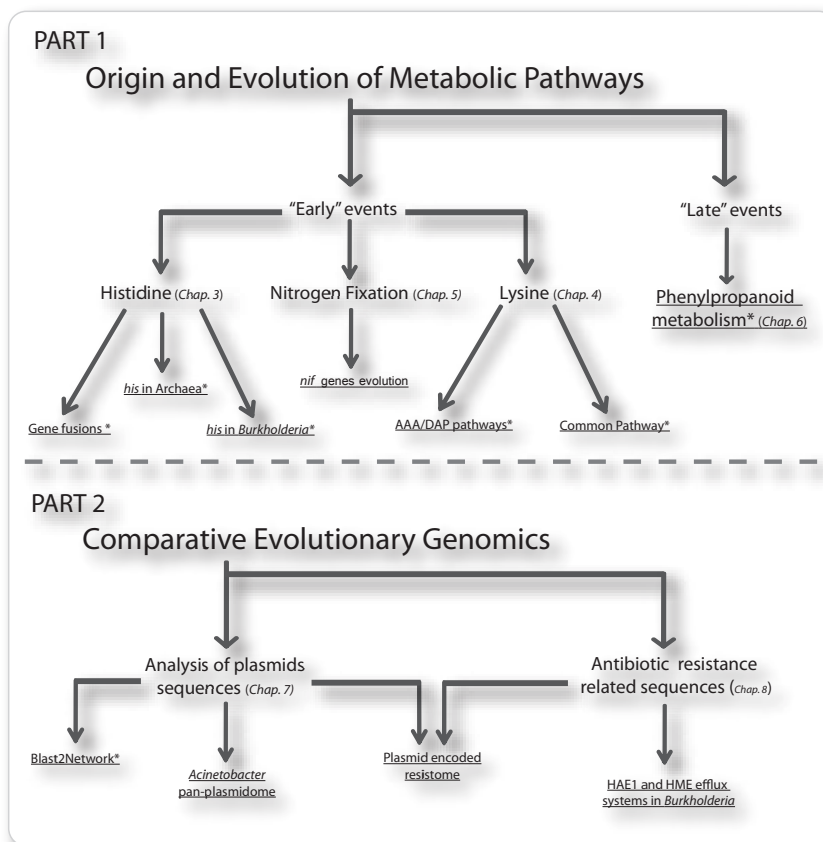 PART 1
Origin and Evolution of Metabolic Pathways
“Early” events
“Late” events
Histidine (Chap. 3)
Nitrogen Fixation (Chap. 5)
Lysine (Chap. 4)
Phenylpropanoid
metabolism* (Chap. 6)
his in Archaea*
nif genes evolution
Gene fusions *
his in Burkholderia*
AAA/DAP pathways*
Common Pathway*
PART 2
Comparative Evolutionary Genomics
Analysis of plasmids
sequences (Chap. 7)
Antibiotic resistance
related sequences (Chap. 8)
Blast2Network*
Acinetobacter
pan-plasmidome
Plasmid encoded
resistome
HAE1 and HME efflux
systems in Burkholderia